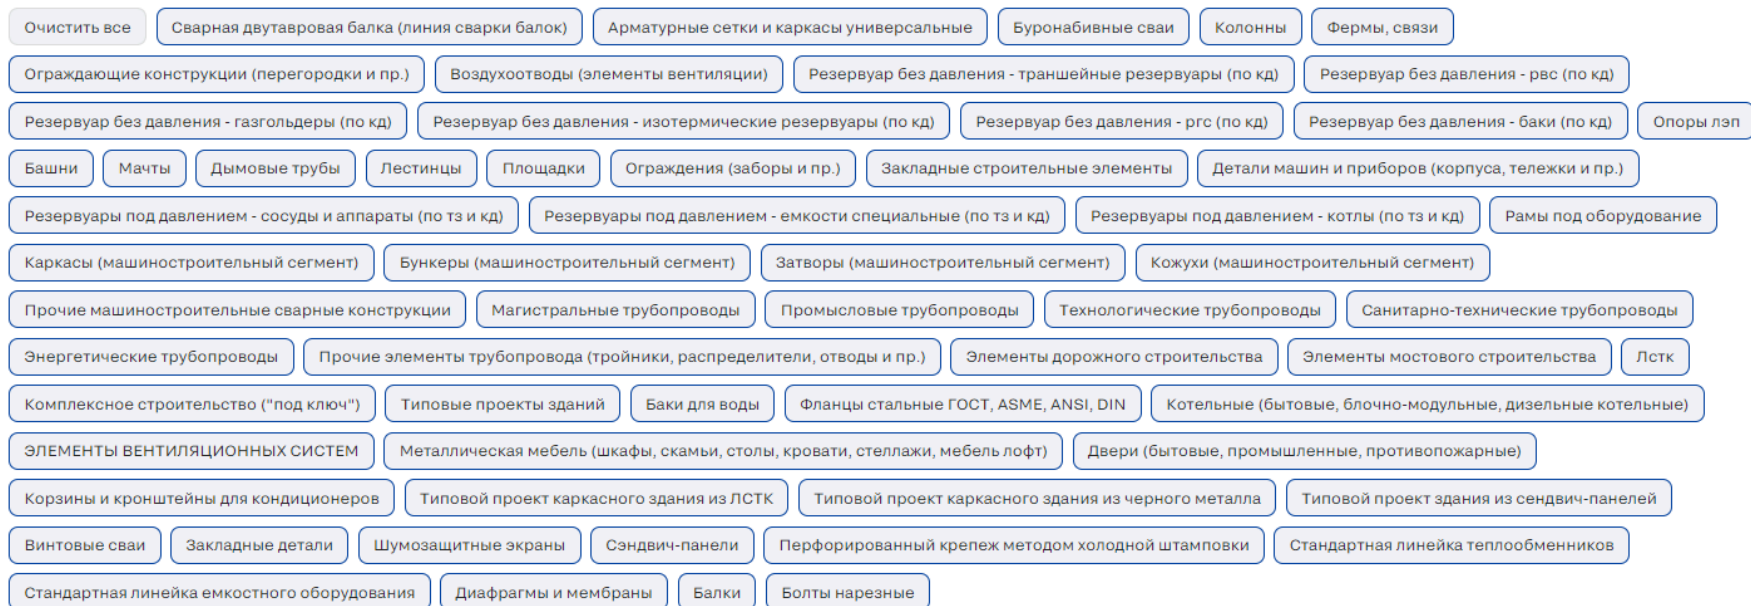 Очистить все Сварная двутавровая балка (линия сварки балок) Арматурные сетки и каркасы универсальные Буронабивные сваи Колонны Фермы, связи
Ограждающие конструкции (перегородки и пр.) Воздухоотводы (элементы вентиляции) Резервуар без давления - траншейные резервуары (по кд) Резервуар без давления - рвс (по кд)
Резервуар без давления - газгольдеры (по кд) Резервуар без давления - изотермические резервуары (по кд) Резервуар без давления - ргс (по кд) Резервуар без давления - баки (по кд) Опоры лэп
Башни Мачты Дымовые трубы Лестинцы Площадки Ограждения (заборы и пр.) Закладные строительные элементы Детали машин и приборов (корпуса, тележки и пр.)
Резервуары под давлением - сосуды и аппараты (по тз и кд) Резервуары под давлением - емкости специальные (по тз и кд) Резервуары под давлением - котлы (по тз и кд) Рамы под оборудование
Каркасы (машиностроительный сегмент) Бункеры (машиностроительный сегмент) Затворы (машиностроительный сегмент) Кожухи (машиностроительный сегмент)
Прочие машиностроительные сварные конструкции Магистральные трубопроводы Промысловые трубопроводы Технологические трубопроводы Санитарно-технические трубопроводы
Энергетические трубопроводы Прочие элементы трубопровода (тройники, распределители, отводы и пр.) Элементы дорожного строительства Элементы мостового строительства Лстк
Комплексное строительство ("под ключ") Типовые проекты зданий Баки для воды Фланцы стальные ГОСТ, ASME, ANSI, DIN Котельные (бытовые, блочно-модульные, дизельные котельные)
ЭЛЕМЕНТЫ ВЕНТИЛЯЦИОННЫХ СИСТЕМ Металлическая мебель (шкафы, скамьи, столы, кровати, стеллажи, мебель лофт) Двери (бытовые, промышленные, противопожарные)
Корзины и кронштейны для кондиционеров Типовой проект каркасного здания из ЛСТК Типовой проект каркасного здания из черного металла Типовой проект здания из сендвич-панелей
Винтовые сваи Закладные детали Шумозащитные экраны Сэндвич-панели Перфорированный крепеж методом холодной штамповки Стандартная линейка теплообменников
Стандартная линейка емкостного оборудования Диафрагмы и мембраны Балки Болты нарезные